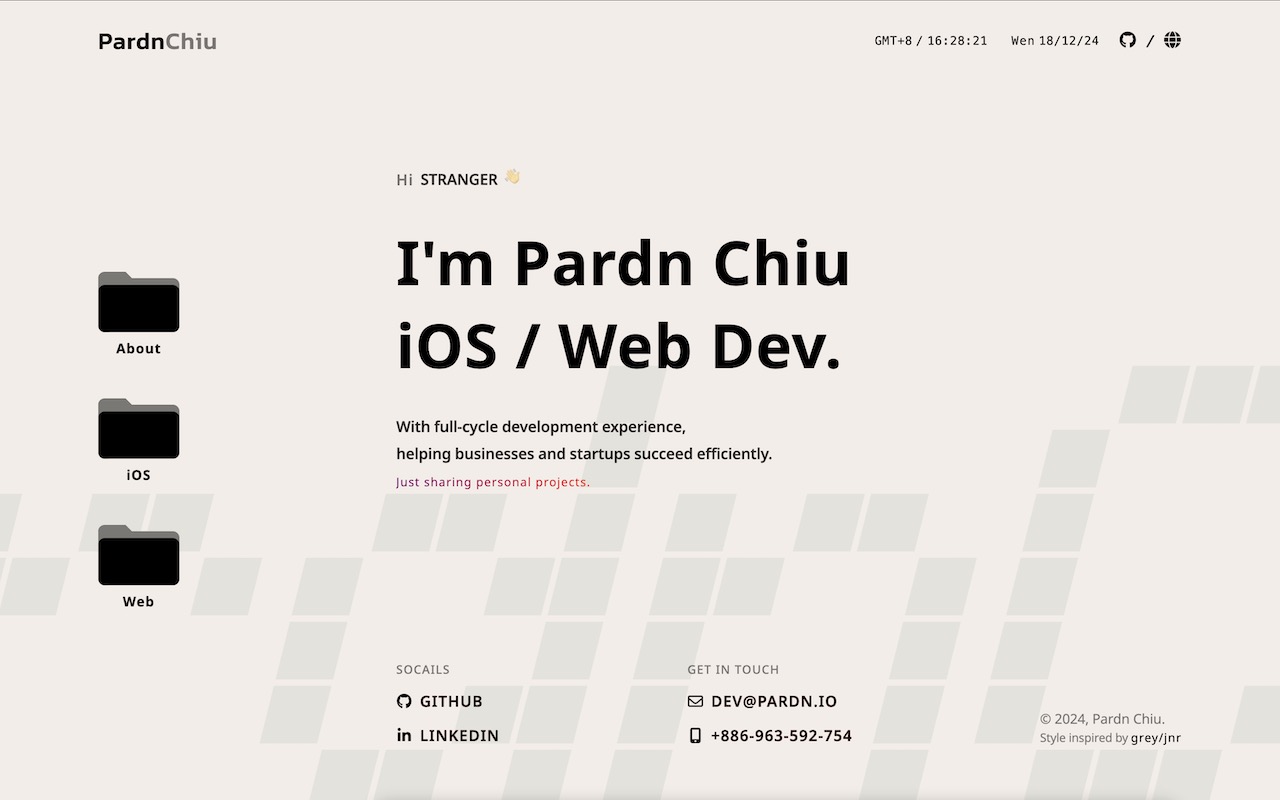 PardnChiu
GMT+8 / 16:28:21 Wen 18/12/24 /
Hi STRANGER 👋
I'm Pardn Chiu
iOS / Web Dev.
With full-cycle development experience,
helping businesses and startups succeed efficiently.
Just sharing personal projects.
About
iOS
Web
SOCAILS
GITHUB
LINKEDIN
GET IN TOUCH
DEV@PARDN.IO
+886-963-592-754
© 2024, Pardn Chiu.
Style inspired by grey/jnr